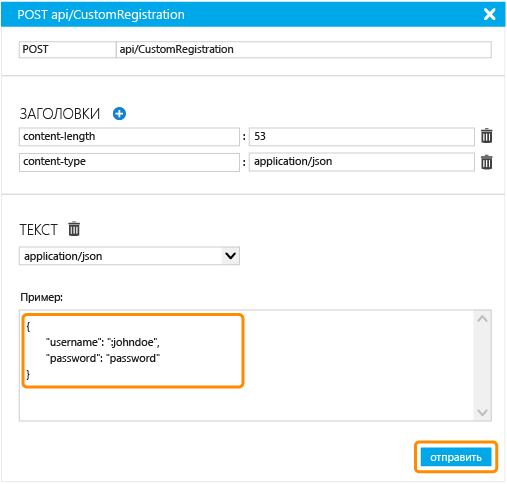 POST api/CustomRegistration
POST api/CustomRegistration
ЗАГОЛОВКИ
content-length : 53
content-type : application/json
ТЕКСТ
application/json
Пример:
{
"username": ":johndoe",
"password": "password"
}
отправить